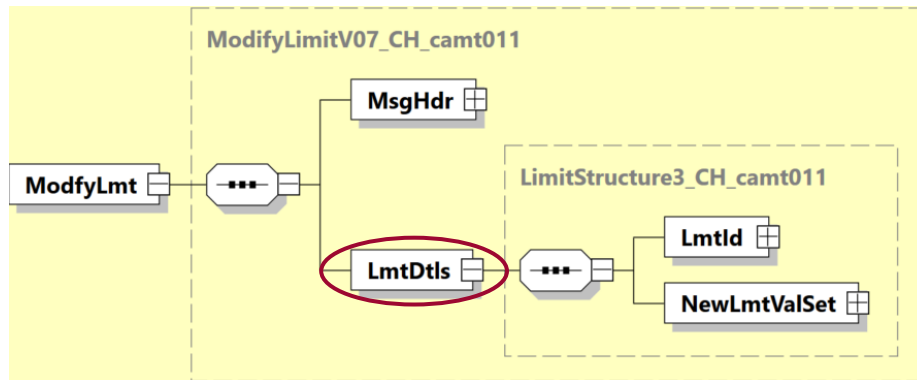 ModifyLimitV07_CH_camt011
MsgHdr
ModfyLmt
LimitStructure3_CH_camt011
LmtId
LmtDtls
NewLmtValSet